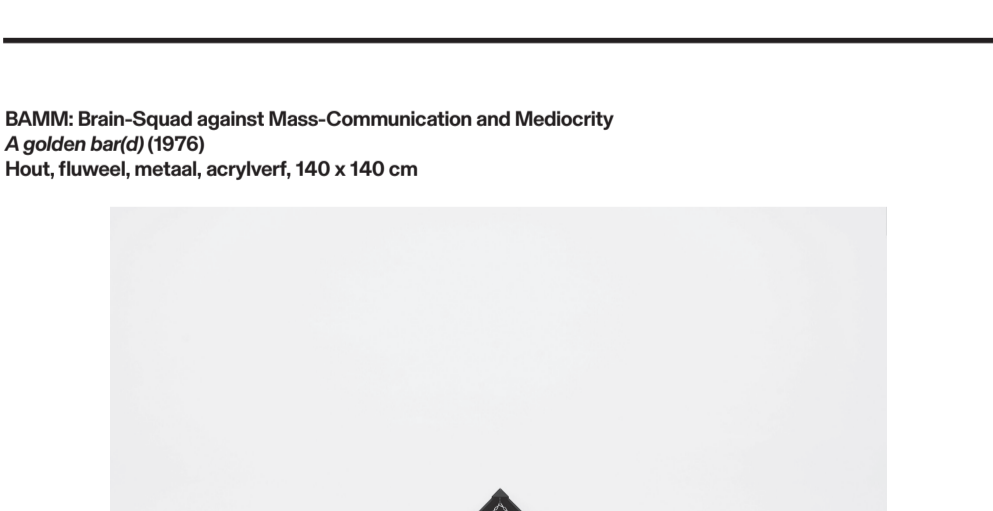 BAMM: Brain-Squad against Mass-Communication and Mediocrity
A golden bar(d) (1976)
Hout, fluweel, metaal, acrylverf, 140 x 140 cm